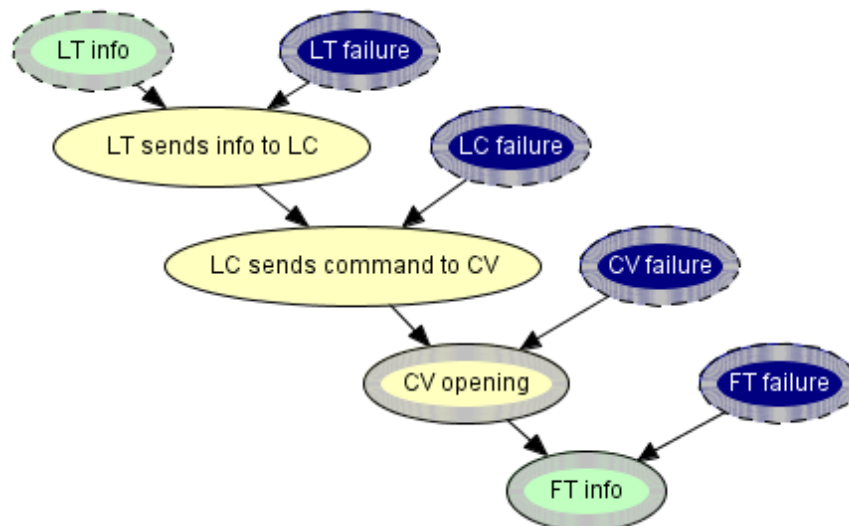 LT info
LT failure
LT sends info to LC
LC failure
LC sends command to CV
CV failure
CV opening
FT failure
FT info